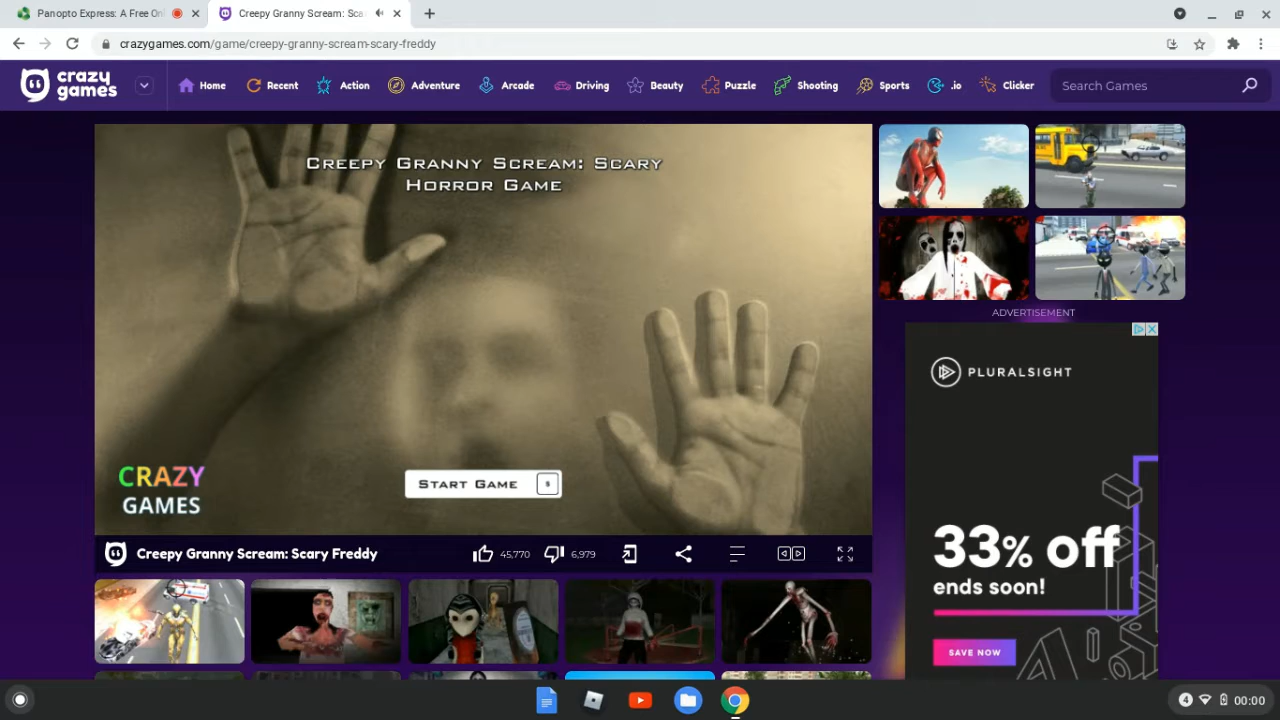 Panopto Express: A Free Onl
Creepy Granny Scream: Sca
crazygames.com/game/creepy-granny-scream-scary-freddy
crazy
games
Home
Recent
Action
Adventure
Arcade
Driving
Beauty
Puzzle
Shooting
Sports
.io
Clicker
Search Games
Creepy Granny Scream: Scary
Horror Game
CRAZY
GAMES
Start Game
Creepy Granny Scream: Scary Freddy
45,770
6,979
ADVERTISEMENT
PLURALSIGHT
33% off
ends soon!
SAVE NOW
4
00:00